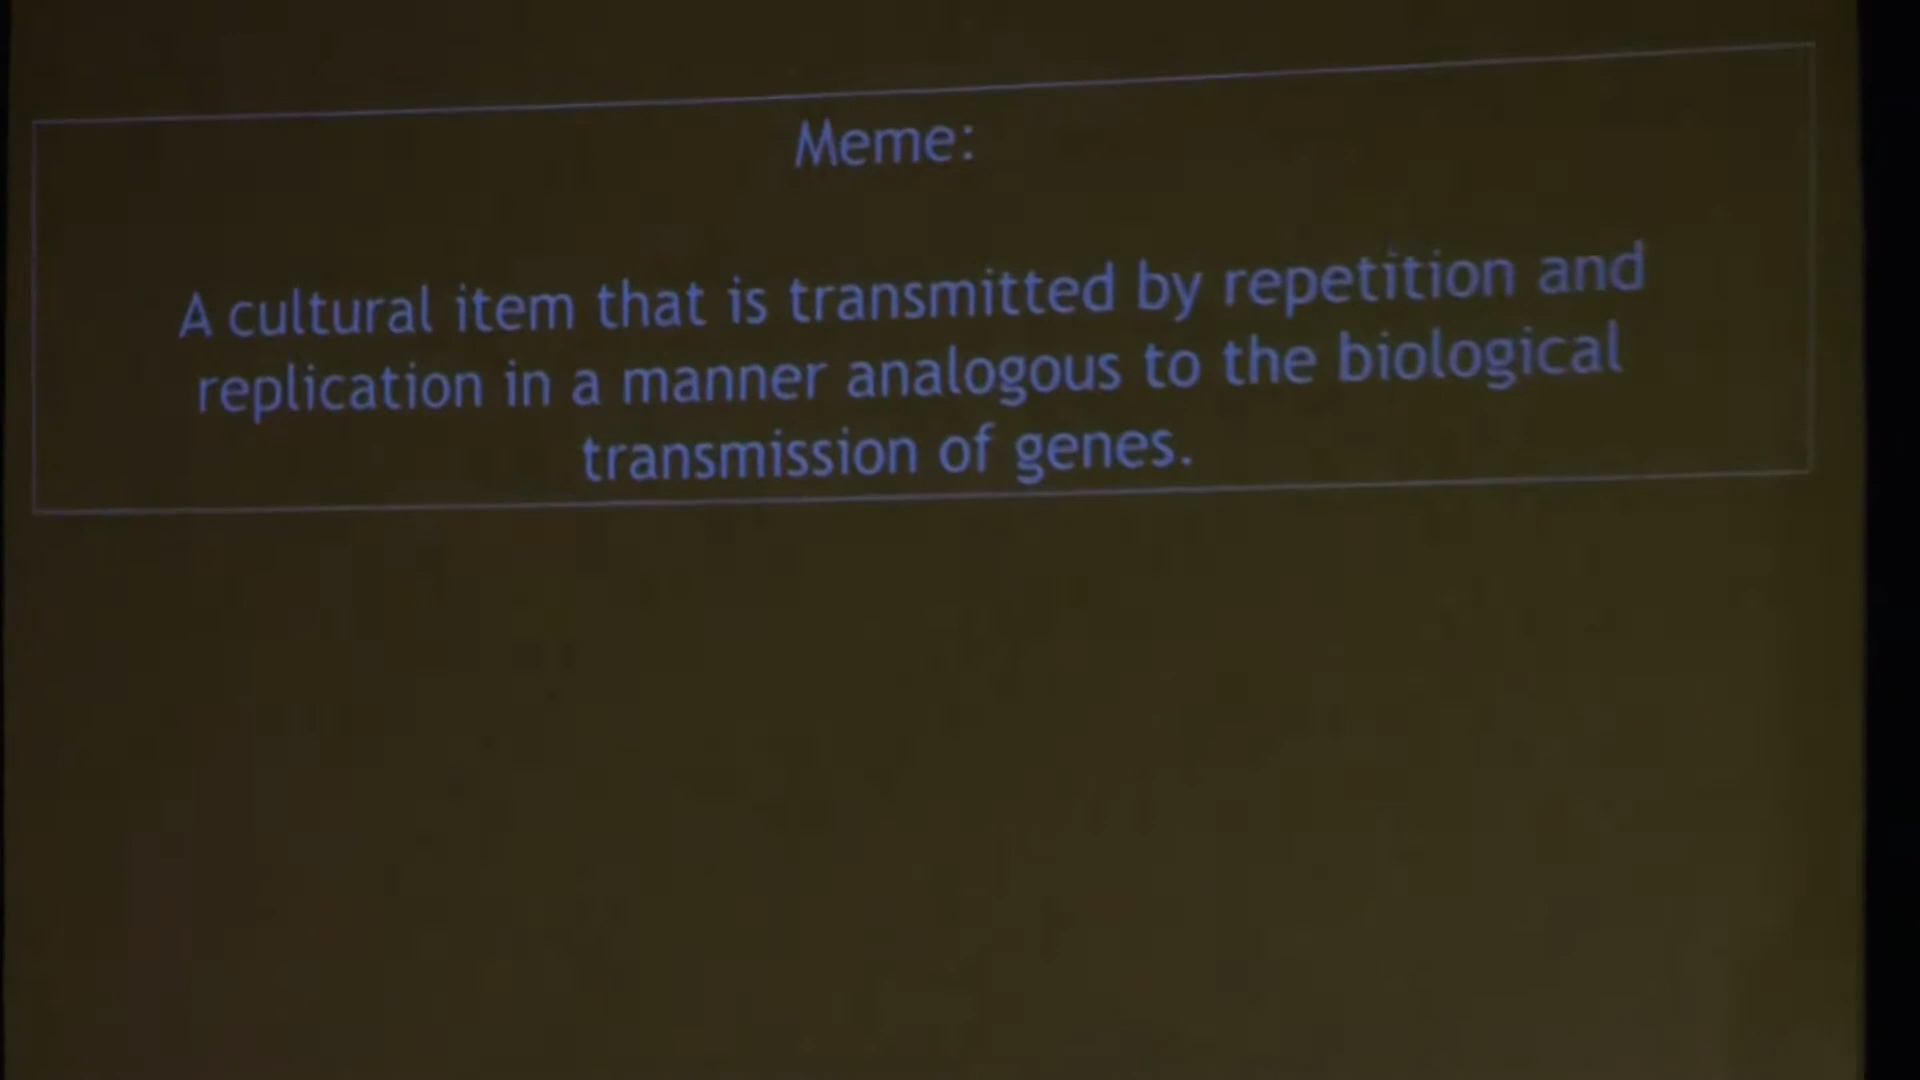 Meme:
A cultural item that is transmitted by repetition and
replication in a manner analogous to the biological
transmission of genes.